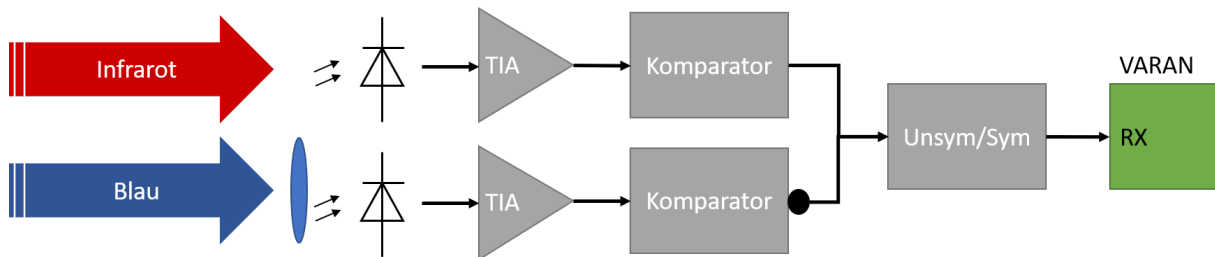 Infrarot
TIA
Komparator
VARAN
Unsym/Sym
RX
Blau
TIA
Komparator